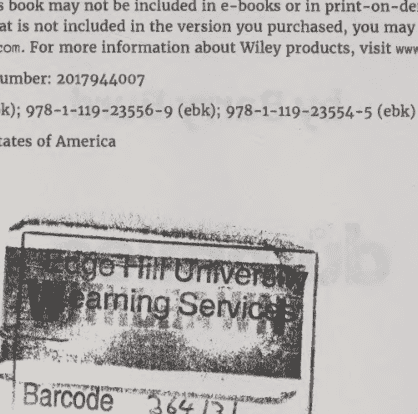 s book may not be included in e-books or in print-on-de
at is not included in the version you purchased, you may
com. For more information about Wiley products, visit www
umber: 2017944007
k); 978-1-119-23556-9 (ebk); 978-1-119-23554-5 (ebk)
tates of America
dge Hill University
Learning Services
Barcode 364131